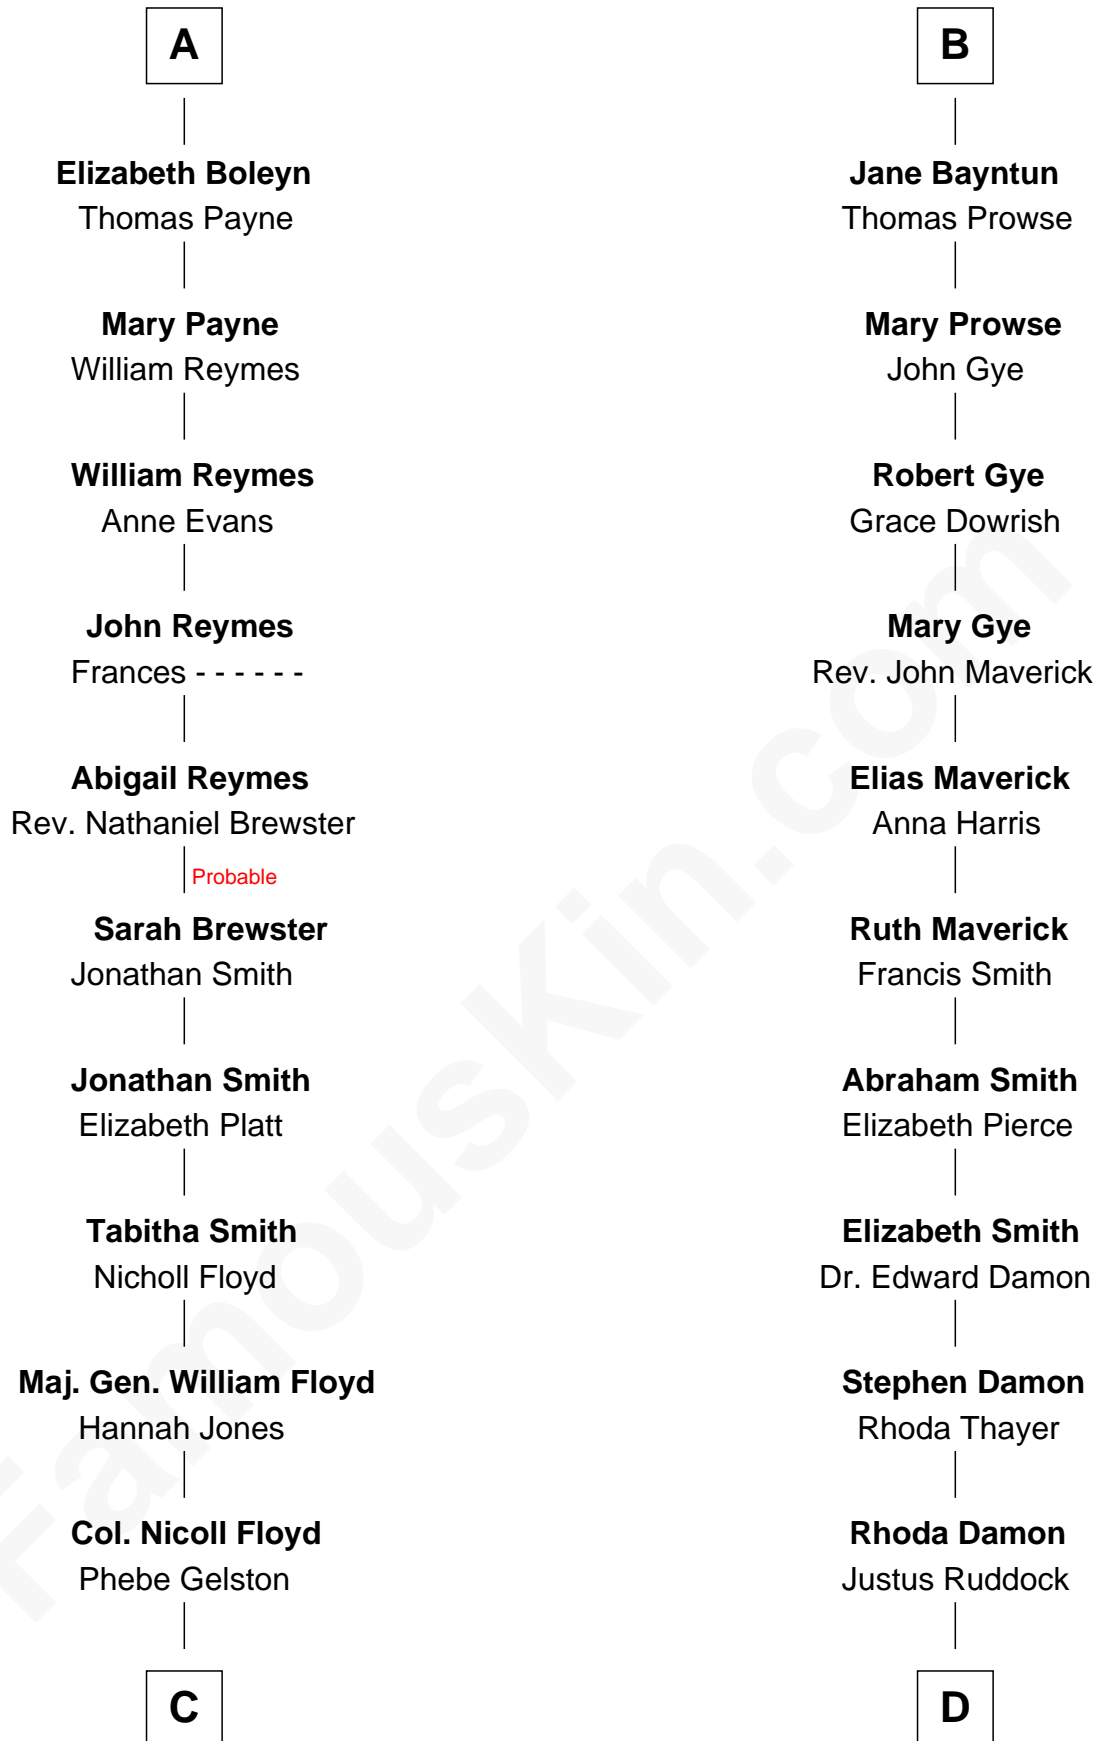 A
Elizabeth Boleyn
Thomas Payne
Mary Payne
William Reymes
William Reymes
Anne Evans
John Reymes
Frances - - - - - -
Abigail Reymes
Rev. Nathaniel Brewster
Probable
Sarah Brewster
Jonathan Smith
Jonathan Smith
Elizabeth Platt
Tabitha Smith
Nicholl Floyd
Maj. Gen. William Floyd
Hannah Jones
Col. Nicoll Floyd
Phebe Gelston
C
B
Jane Bayntun
Thomas Prowse
Mary Prowse
John Gye
Robert Gye
Grace Dowrish
Mary Gye
Rev. John Maverick
Elias Maverick
Anna Harris
Ruth Maverick
Francis Smith
Abraham Smith
Elizabeth Pierce
Elizabeth Smith
Dr. Edward Damon
Stephen Damon
Rhoda Thayer
Rhoda Damon
Justus Ruddock
D
FamousKin.com